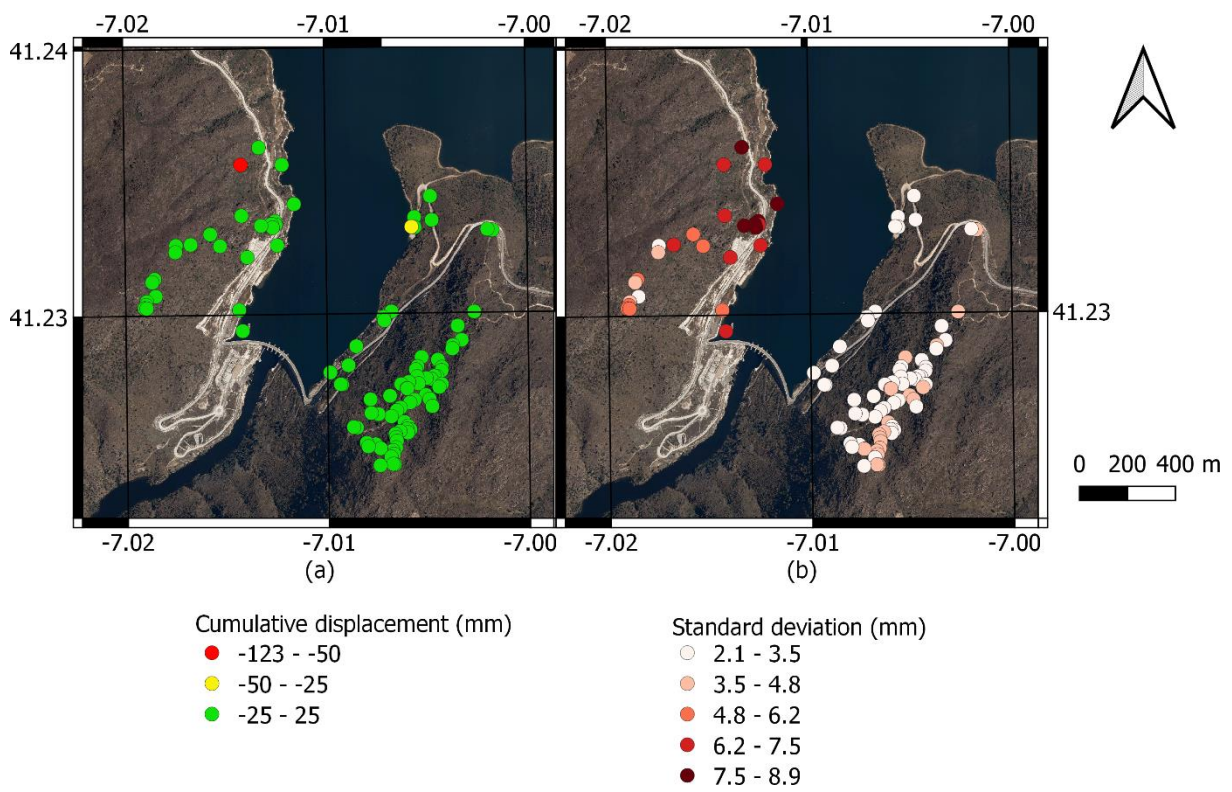 -7.02 -7.01 -7.00 -7.02 -7.01 -7.00
41.24
41.23 41.23
0 200 400 m
-7.02 -7.01 -7.00 -7.02 -7.01 -7.00
(a) (b)
Cumulative displacement (mm)
-123 - -50
-50 - -25
-25 - 25
Standard deviation (mm)
2.1 - 3.5
3.5 - 4.8
4.8 - 6.2
6.2 - 7.5
7.5 - 8.9